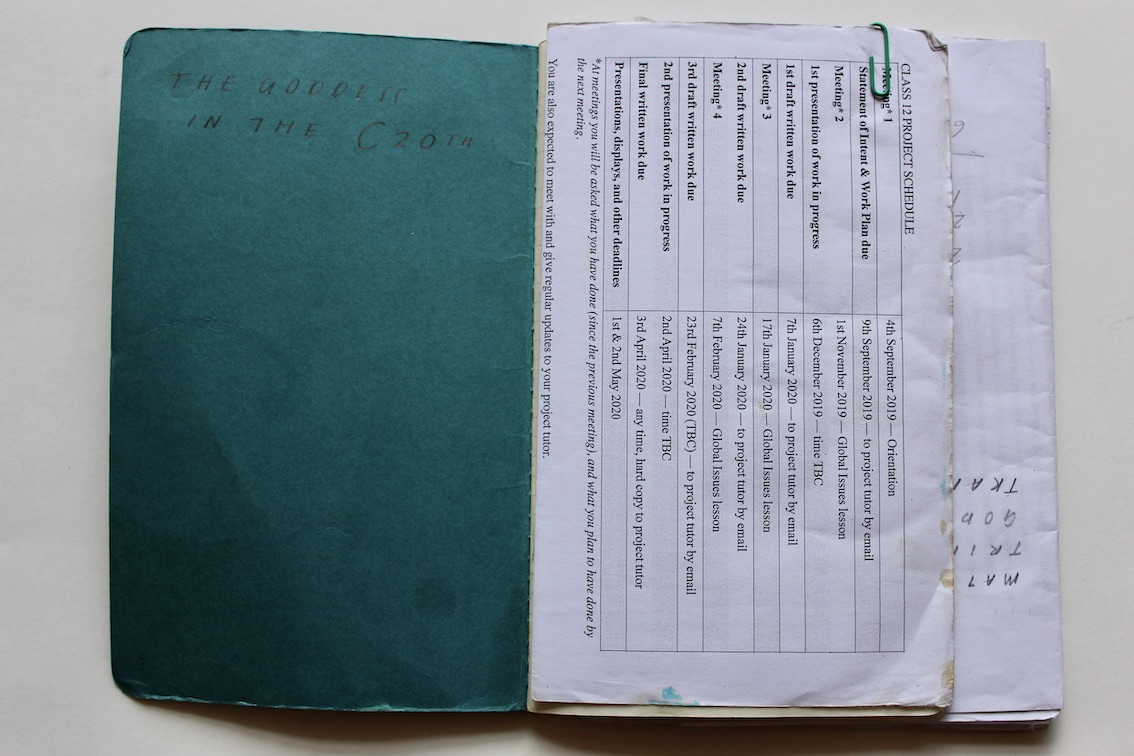 THE GODDESS
IN THE
CLASS 12 PROJECT SCHEDULE
Meeting* 1 4th September 2019 — Orientation
Statement of Intent & Work Plan due 9th September 2019 — to project tutor by email
Meeting* 2 1st November 2019 — Global Issues lesson
1st presentation of work in progress 6th December 2019 — time TBC
1st draft written work due 7th January 2020 — to project tutor by email
Meeting* 3 17th January 2020 — Global Issues lesson
2nd draft written work due 24th January 2020 — to project tutor by email
Meeting* 4 7th February 2020 — Global Issues lesson
3rd draft written work due 23rd February 2020 (TBC) — to project tutor by email
2nd presentation of work in progress 2nd April 2020 — time TBC
Final written work due 3rd April 2020 — any time, hard copy to project tutor
Presentations, displays, and other deadlines 1st & 2nd May 2020
*At meetings you will be asked what you have done (since the previous meeting), and what you plan to have done by
the next meeting.
You are also expected to meet with and give regular updates to your project tutor.
MAT
TRI
GOD
TRA